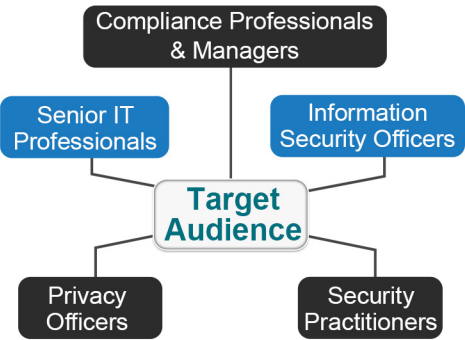 Compliance Professionals
& Managers
Senior IT
Professionals
Information
Security Officers
Target
Audience
Privacy
Officers
Security
Practitioners